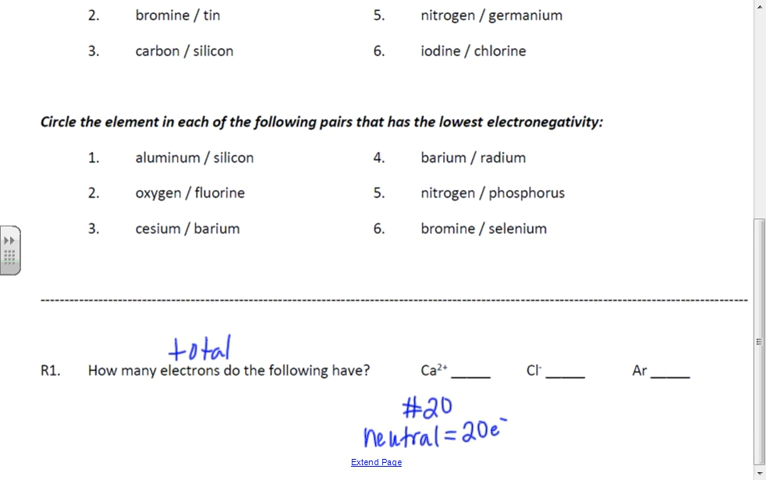 2. bromine / tin 5. nitrogen / germanium
3. carbon / silicon 6. iodine / chlorine
Circle the element in each of the following pairs that has the lowest electronegativity:
1. aluminum / silicon 4. barium / radium
2. oxygen / fluorine 5. nitrogen / phosphorus
3. cesium / barium 6. bromine / selenium
total
R1. How many electrons do the following have? Ca²⁺ _____ Cl⁻ _____ Ar _____
#20
neutral = 20e⁻
Extend Page